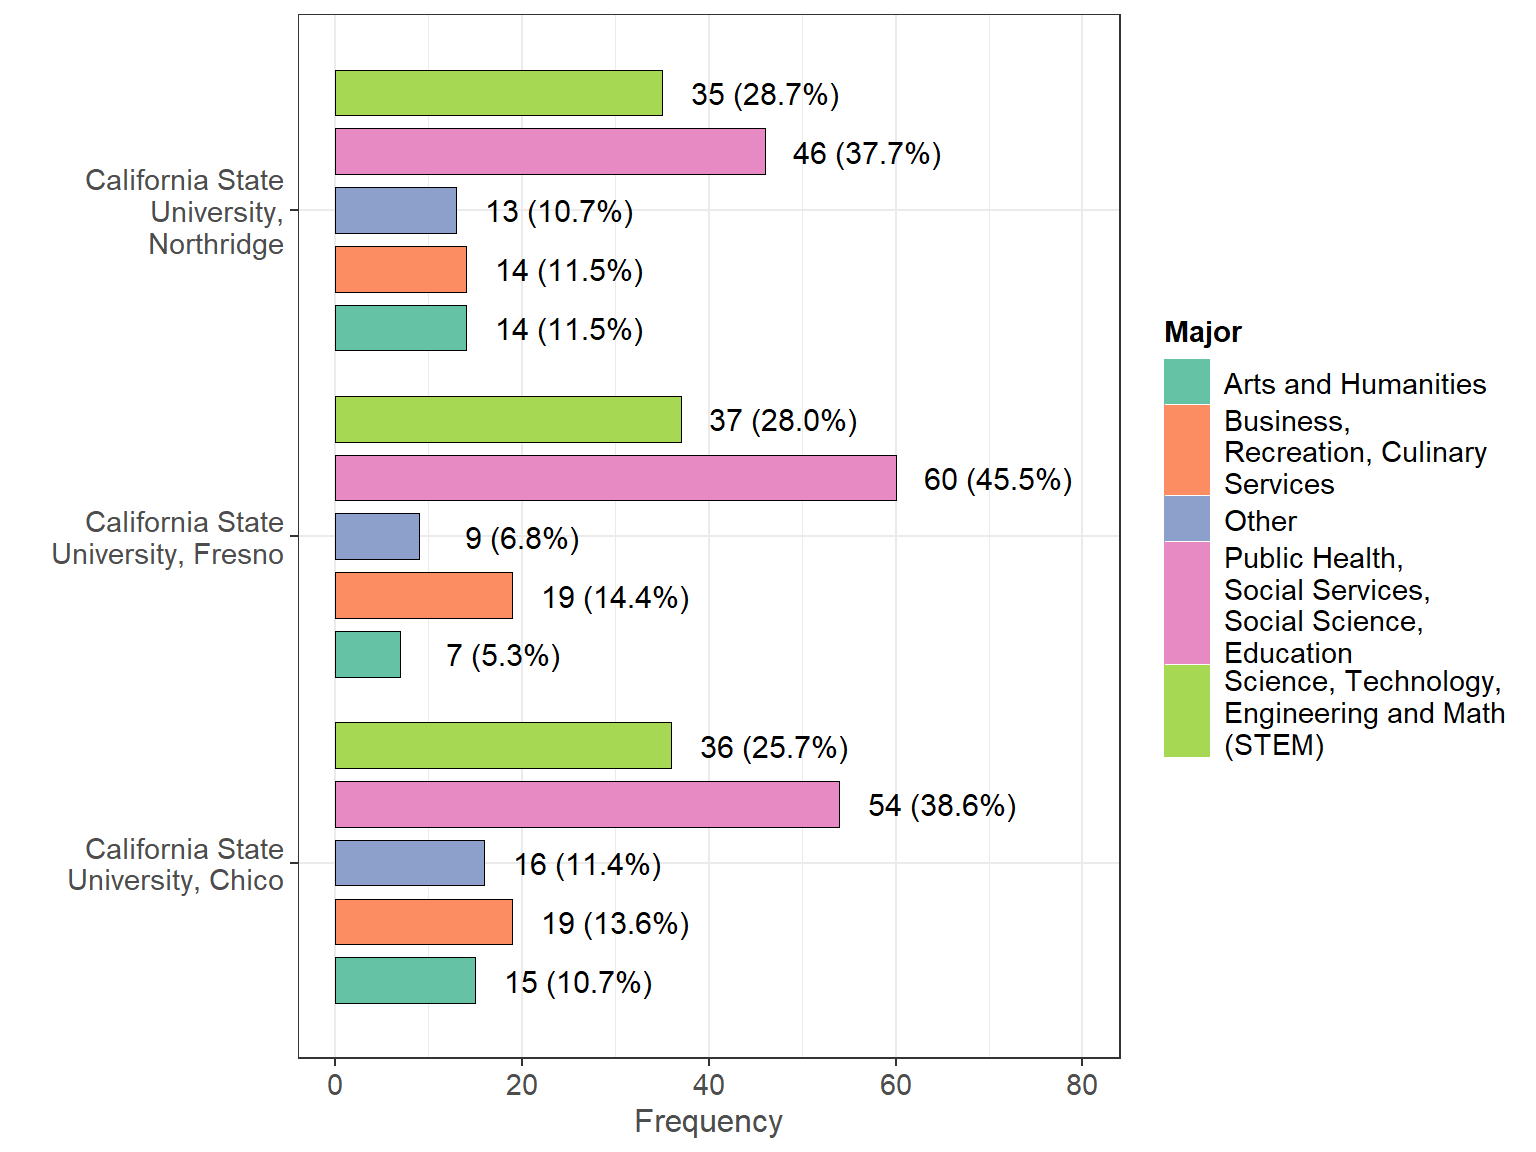 35 (28.7%)
46 (37.7%)
California State
University,
Northridge
13 (10.7%)
14 (11.5%)
14 (11.5%)
37 (28.0%)
60 (45.5%)
California State
University, Fresno
9 (6.8%)
19 (14.4%)
7 (5.3%)
36 (25.7%)
54 (38.6%)
California State
University, Chico
16 (11.4%)
19 (13.6%)
15 (10.7%)
0 20 40 60 80
Frequency
Major
Arts and Humanities
Business,
Recreation, Culinary
Services
Other
Public Health,
Social Services,
Social Science,
Education
Science, Technology,
Engineering and Math
(STEM)